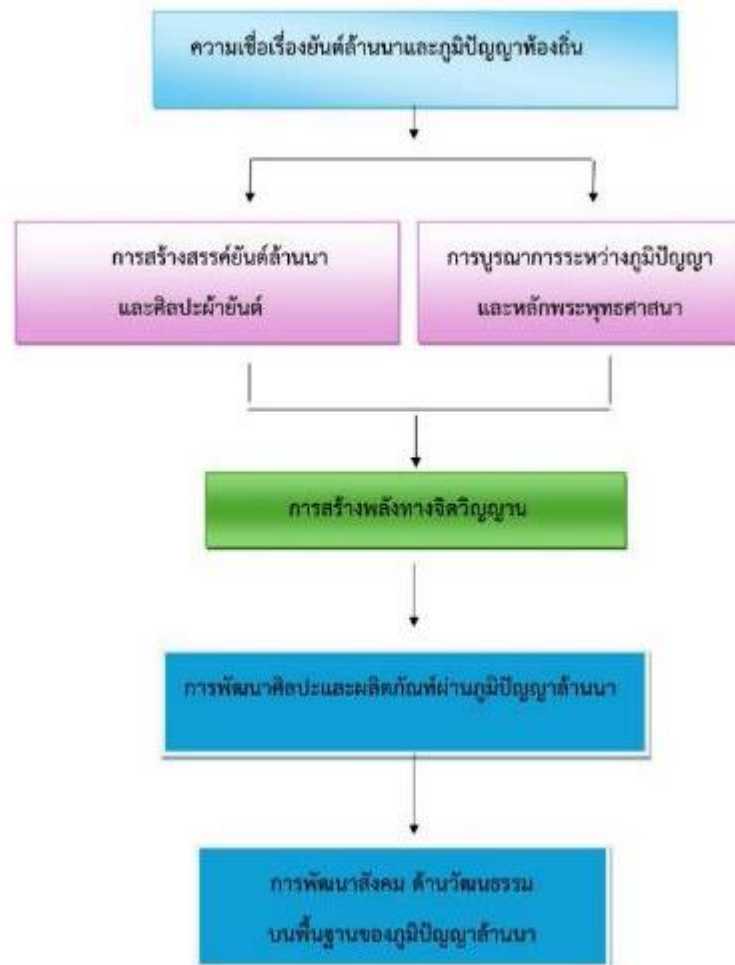 ความเชื่อเรื่องยันต์ล้านนาและภูมิปัญญาท้องถิ่น
การสร้างสรรค์ยันต์ล้านนา
และศิลปะผ้ายันต์
การบูรณาการระหว่างภูมิปัญญา
และหลักพระพุทธศาสนา
การสร้างพลังทางจิตวิญญาน
การพัฒนาศิลปะและผลิตภัณฑ์ผ่านภูมิปัญญาล้านนา
การพัฒนาสังคม ด้านวัฒนธรรม
บนพื้นฐานของภูมิปัญญาล้านนา